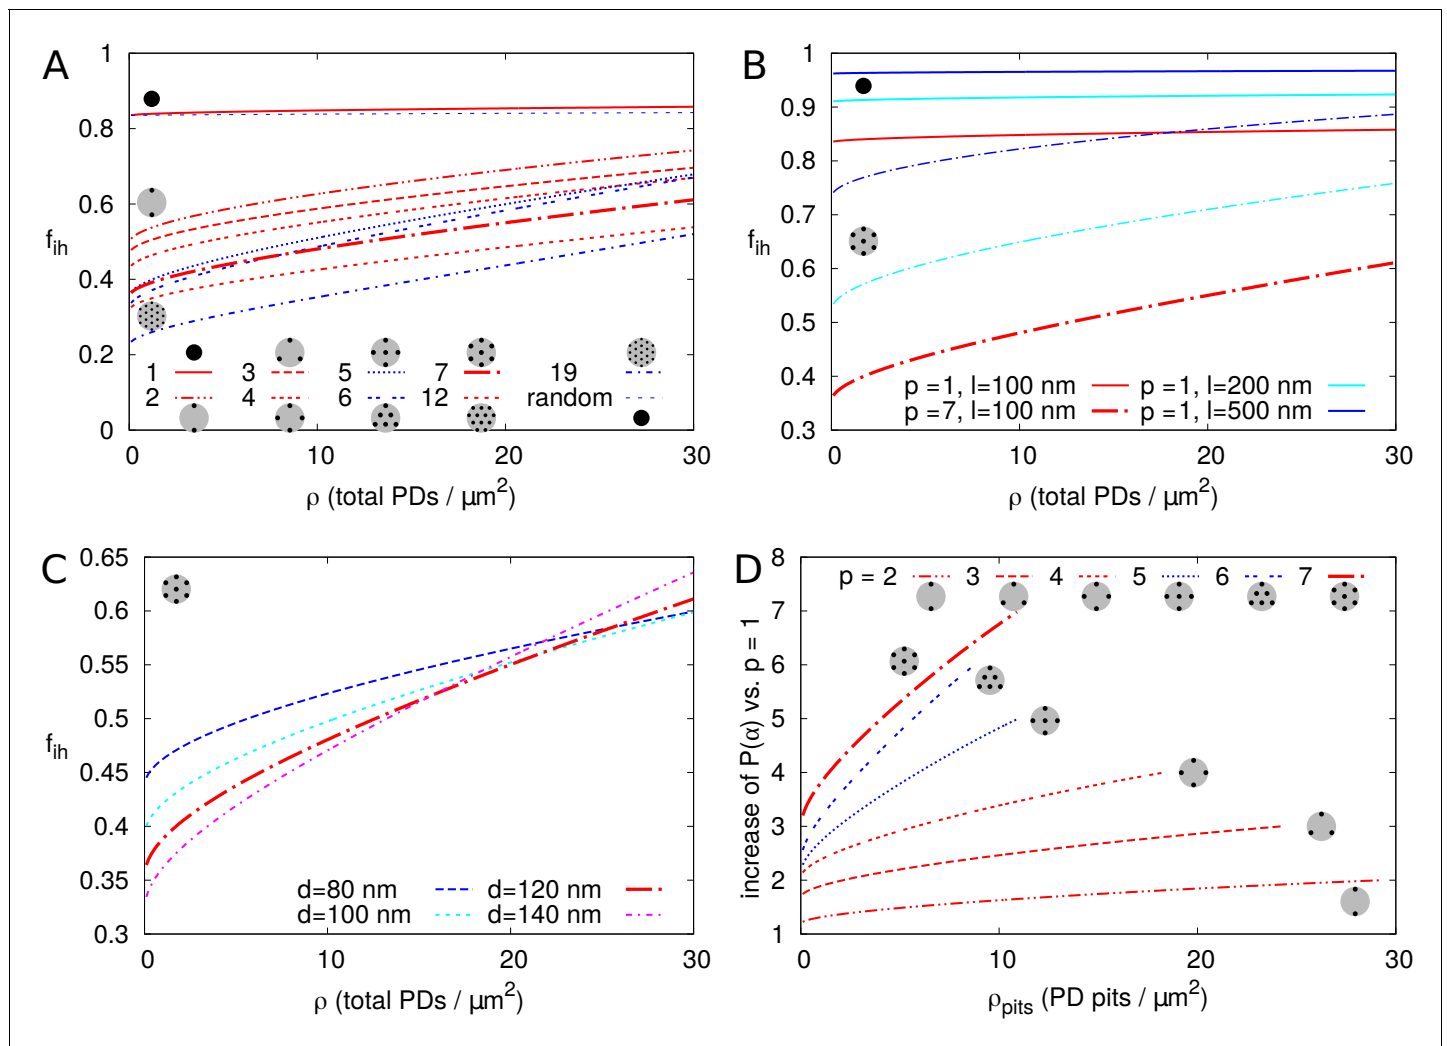 A
1
0.8
0.6
f_ih
0.4
0.2
0
1 3 5 7 19
2 4 6 12 random
0 10 20 30
ρ (total PDs / µm²)
B
1
0.9
0.8
f_ih
0.7
0.6
0.5
0.4
0.3
p =1, l=100 nm p =1, l=200 nm
p =7, l=100 nm p =1, l=500 nm
0 10 20 30
ρ (total PDs / µm²)
C
0.65
0.6
0.55
0.5
f_ih
0.45
0.4
0.35
0.3
d=80 nm d=120 nm
d=100 nm d=140 nm
0 10 20 30
ρ (total PDs / µm²)
D
increase of P(α) vs. p = 1
8
7
6
5
4
3
2
1
p = 2 3 4 5 6 7
0 10 20 30
ρ_pits (PD pits / µm²)